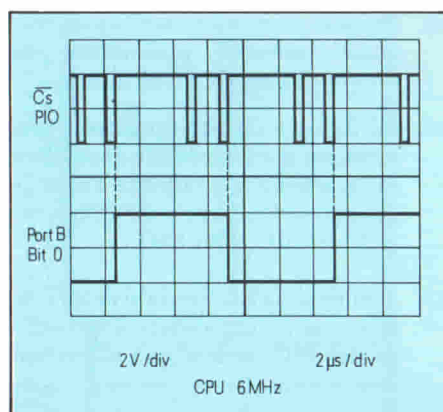 Cs
PIO
Port B
Bit 0
2V/div 2µs/div
CPU 6MHz